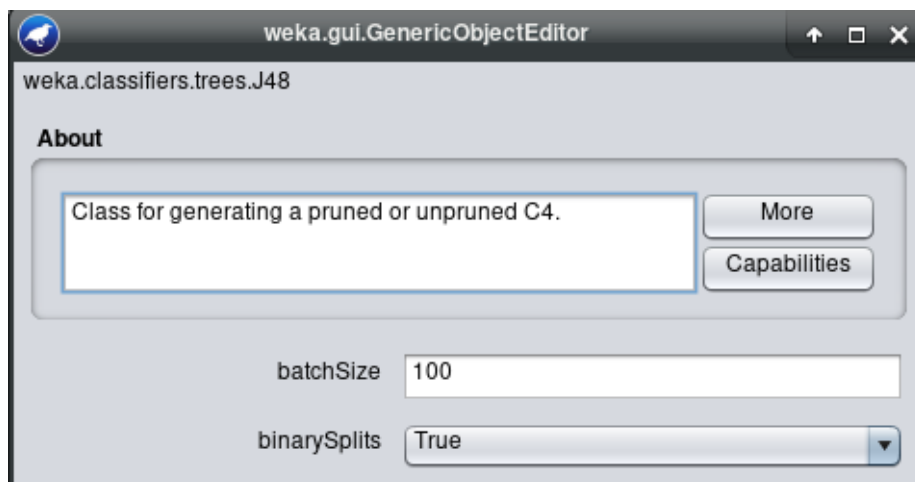 weka.gui.GenericObjectEditor
weka.classifiers.trees.J48
About
Class for generating a pruned or unpruned C4.
More
Capabilities
batchSize 100
binarySplits True